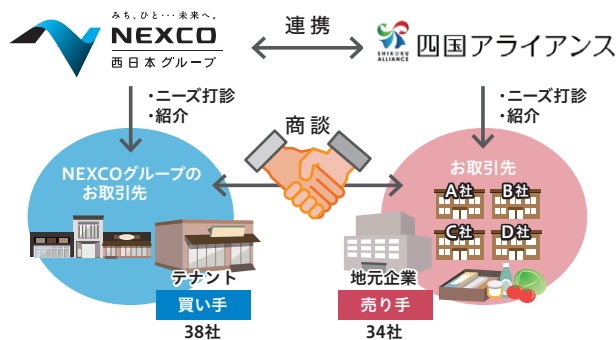 みち、ひと…未来へ。
NEXCO
西日本グループ
連携
SHIKOKU
ALLIANCE
四国アライアンス
・ニーズ打診
・紹介
・ニーズ打診
・紹介
商談
NEXCOグループの
お取引先
お取引先
A社
B社
C社
D社
テナント
地元企業
買い手
売り手
38社
34社